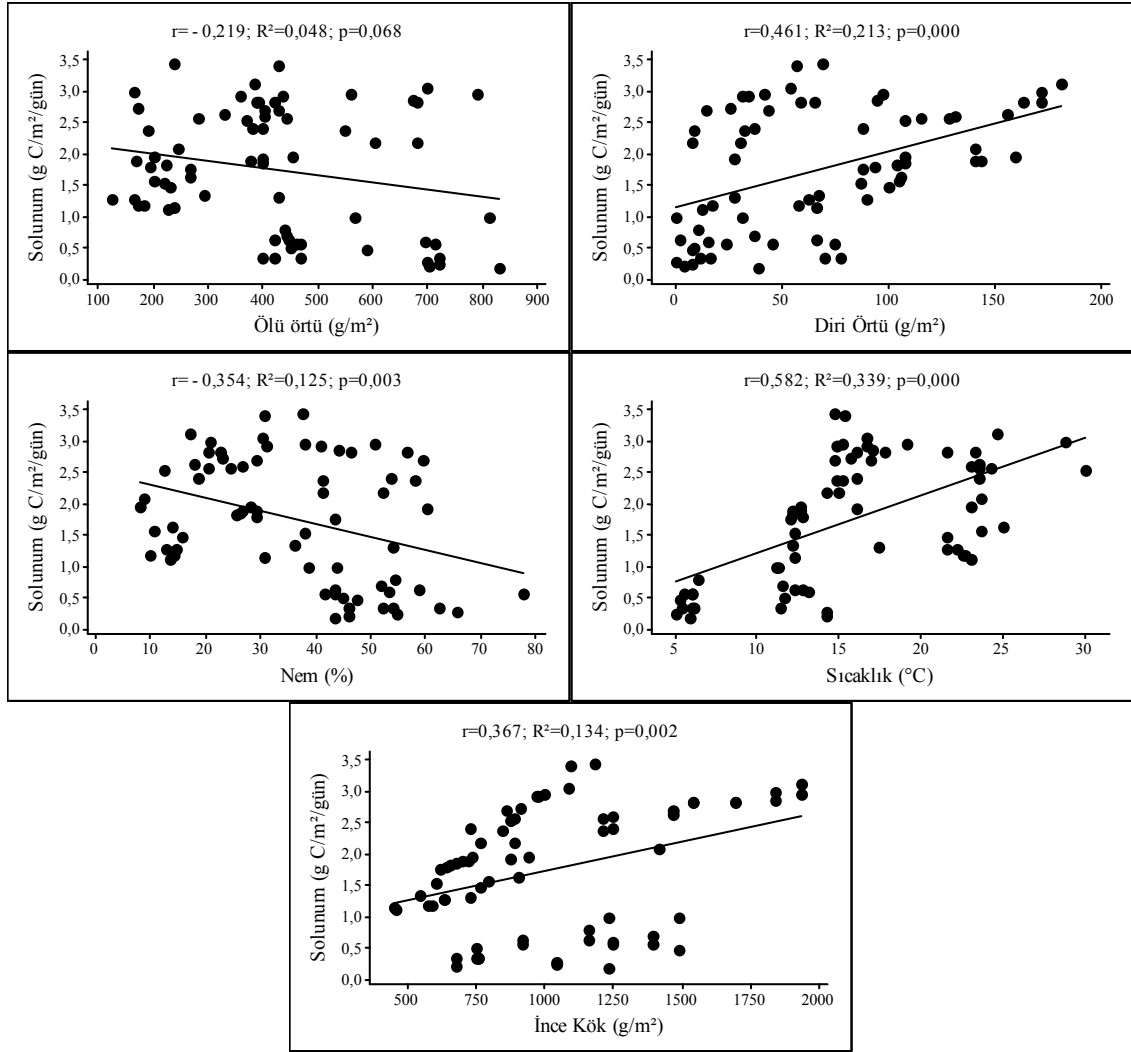 r= - 0,219; R²=0,048; p=0,068
Solunum (g C/m²/gün)
3,5
3,0
2,5
2,0
1,5
1,0
0,5
0,0
100 200 300 400 500 600 700 800 900
Ölü örtü (g/m²)
r=0,461; R²=0,213; p=0,000
Solunum (g C/m²/gün)
3,5
3,0
2,5
2,0
1,5
1,0
0,5
0,0
0 50 100 150 200
Diri Örtü (g/m²)
r= - 0,354; R²=0,125; p=0,003
Solunum (g C/m²/gün)
3,5
3,0
2,5
2,0
1,5
1,0
0,5
0,0
0 10 20 30 40 50 60 70 80
Nem (%)
r=0,582; R²=0,339; p=0,000
Solunum (g C/m²/gün)
3,5
3,0
2,5
2,0
1,5
1,0
0,5
0,0
5 10 15 20 25 30
Sıcaklık (°C)
r=0,367; R²=0,134; p=0,002
Solunum (g C/m²/gün)
3,5
3,0
2,5
2,0
1,5
1,0
0,5
0,0
500 750 1000 1250 1500 1750 2000
İnce Kök (g/m²)